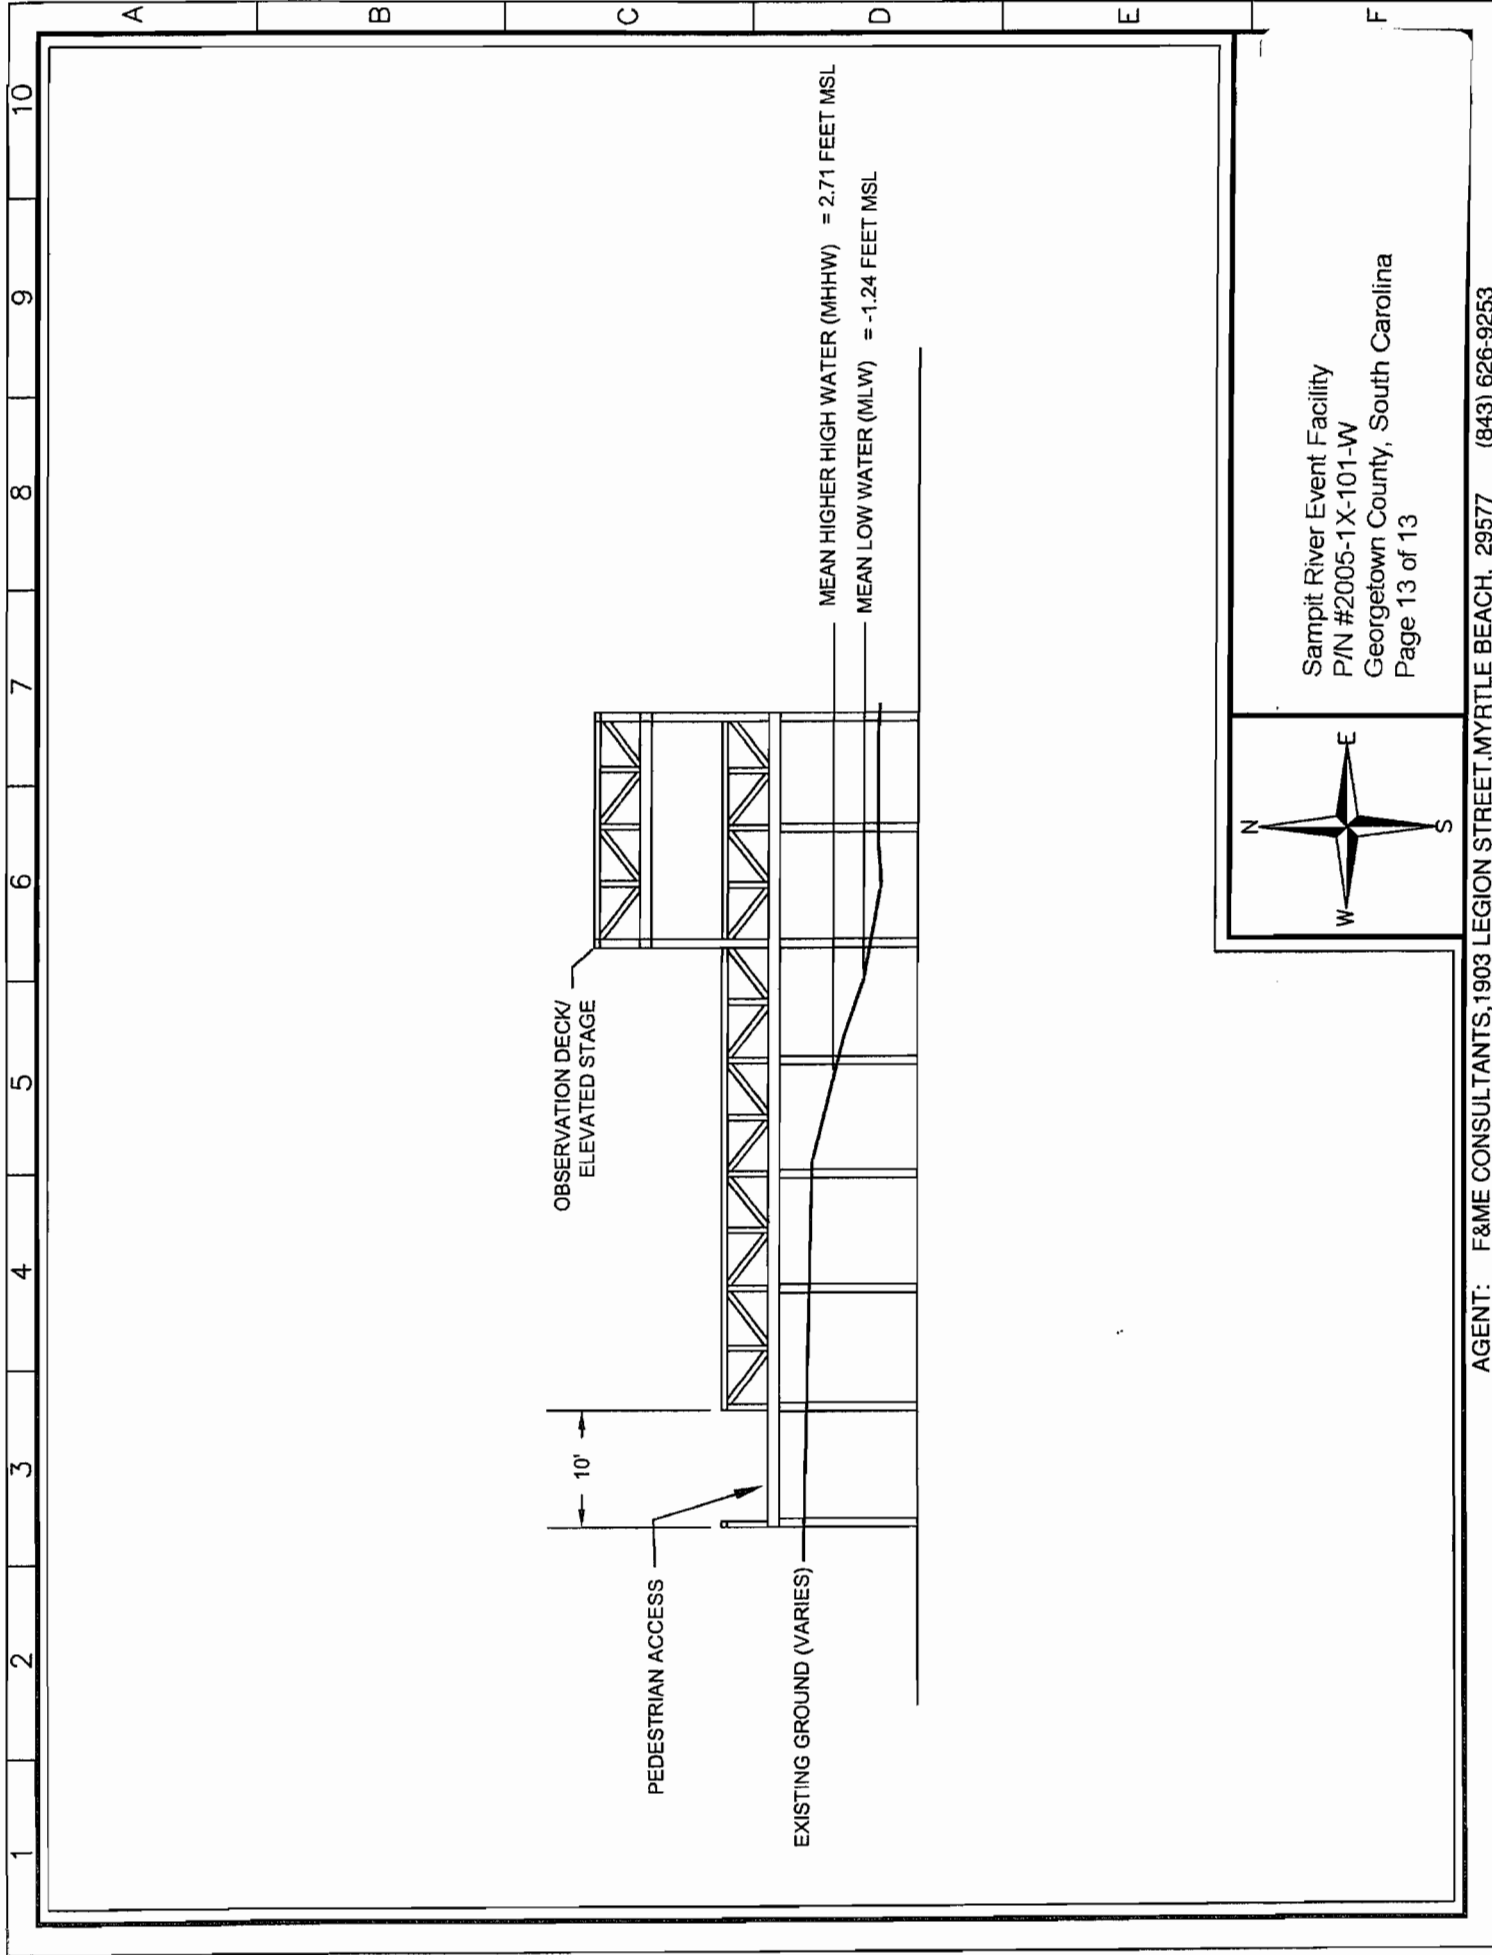 1 2 3 4 5 6 7 8 9 10
A
B
C
D
E
F
OBSERVATION DECK/
ELEVATED STAGE
10'
PEDESTRIAN ACCESS
EXISTING GROUND (VARIES)
MEAN HIGHER HIGH WATER (MHHW) = 2.71 FEET MSL
MEAN LOW WATER (MLW) = -1.24 FEET MSL
N
W E
S
Sampit River Event Facility
P/N #2005-1X-101-W
Georgetown County, South Carolina
Page 13 of 13
AGENT: F&ME CONSULTANTS,1903 LEGION STREET,MYRTLE BEACH, 29577 (843) 626-9253